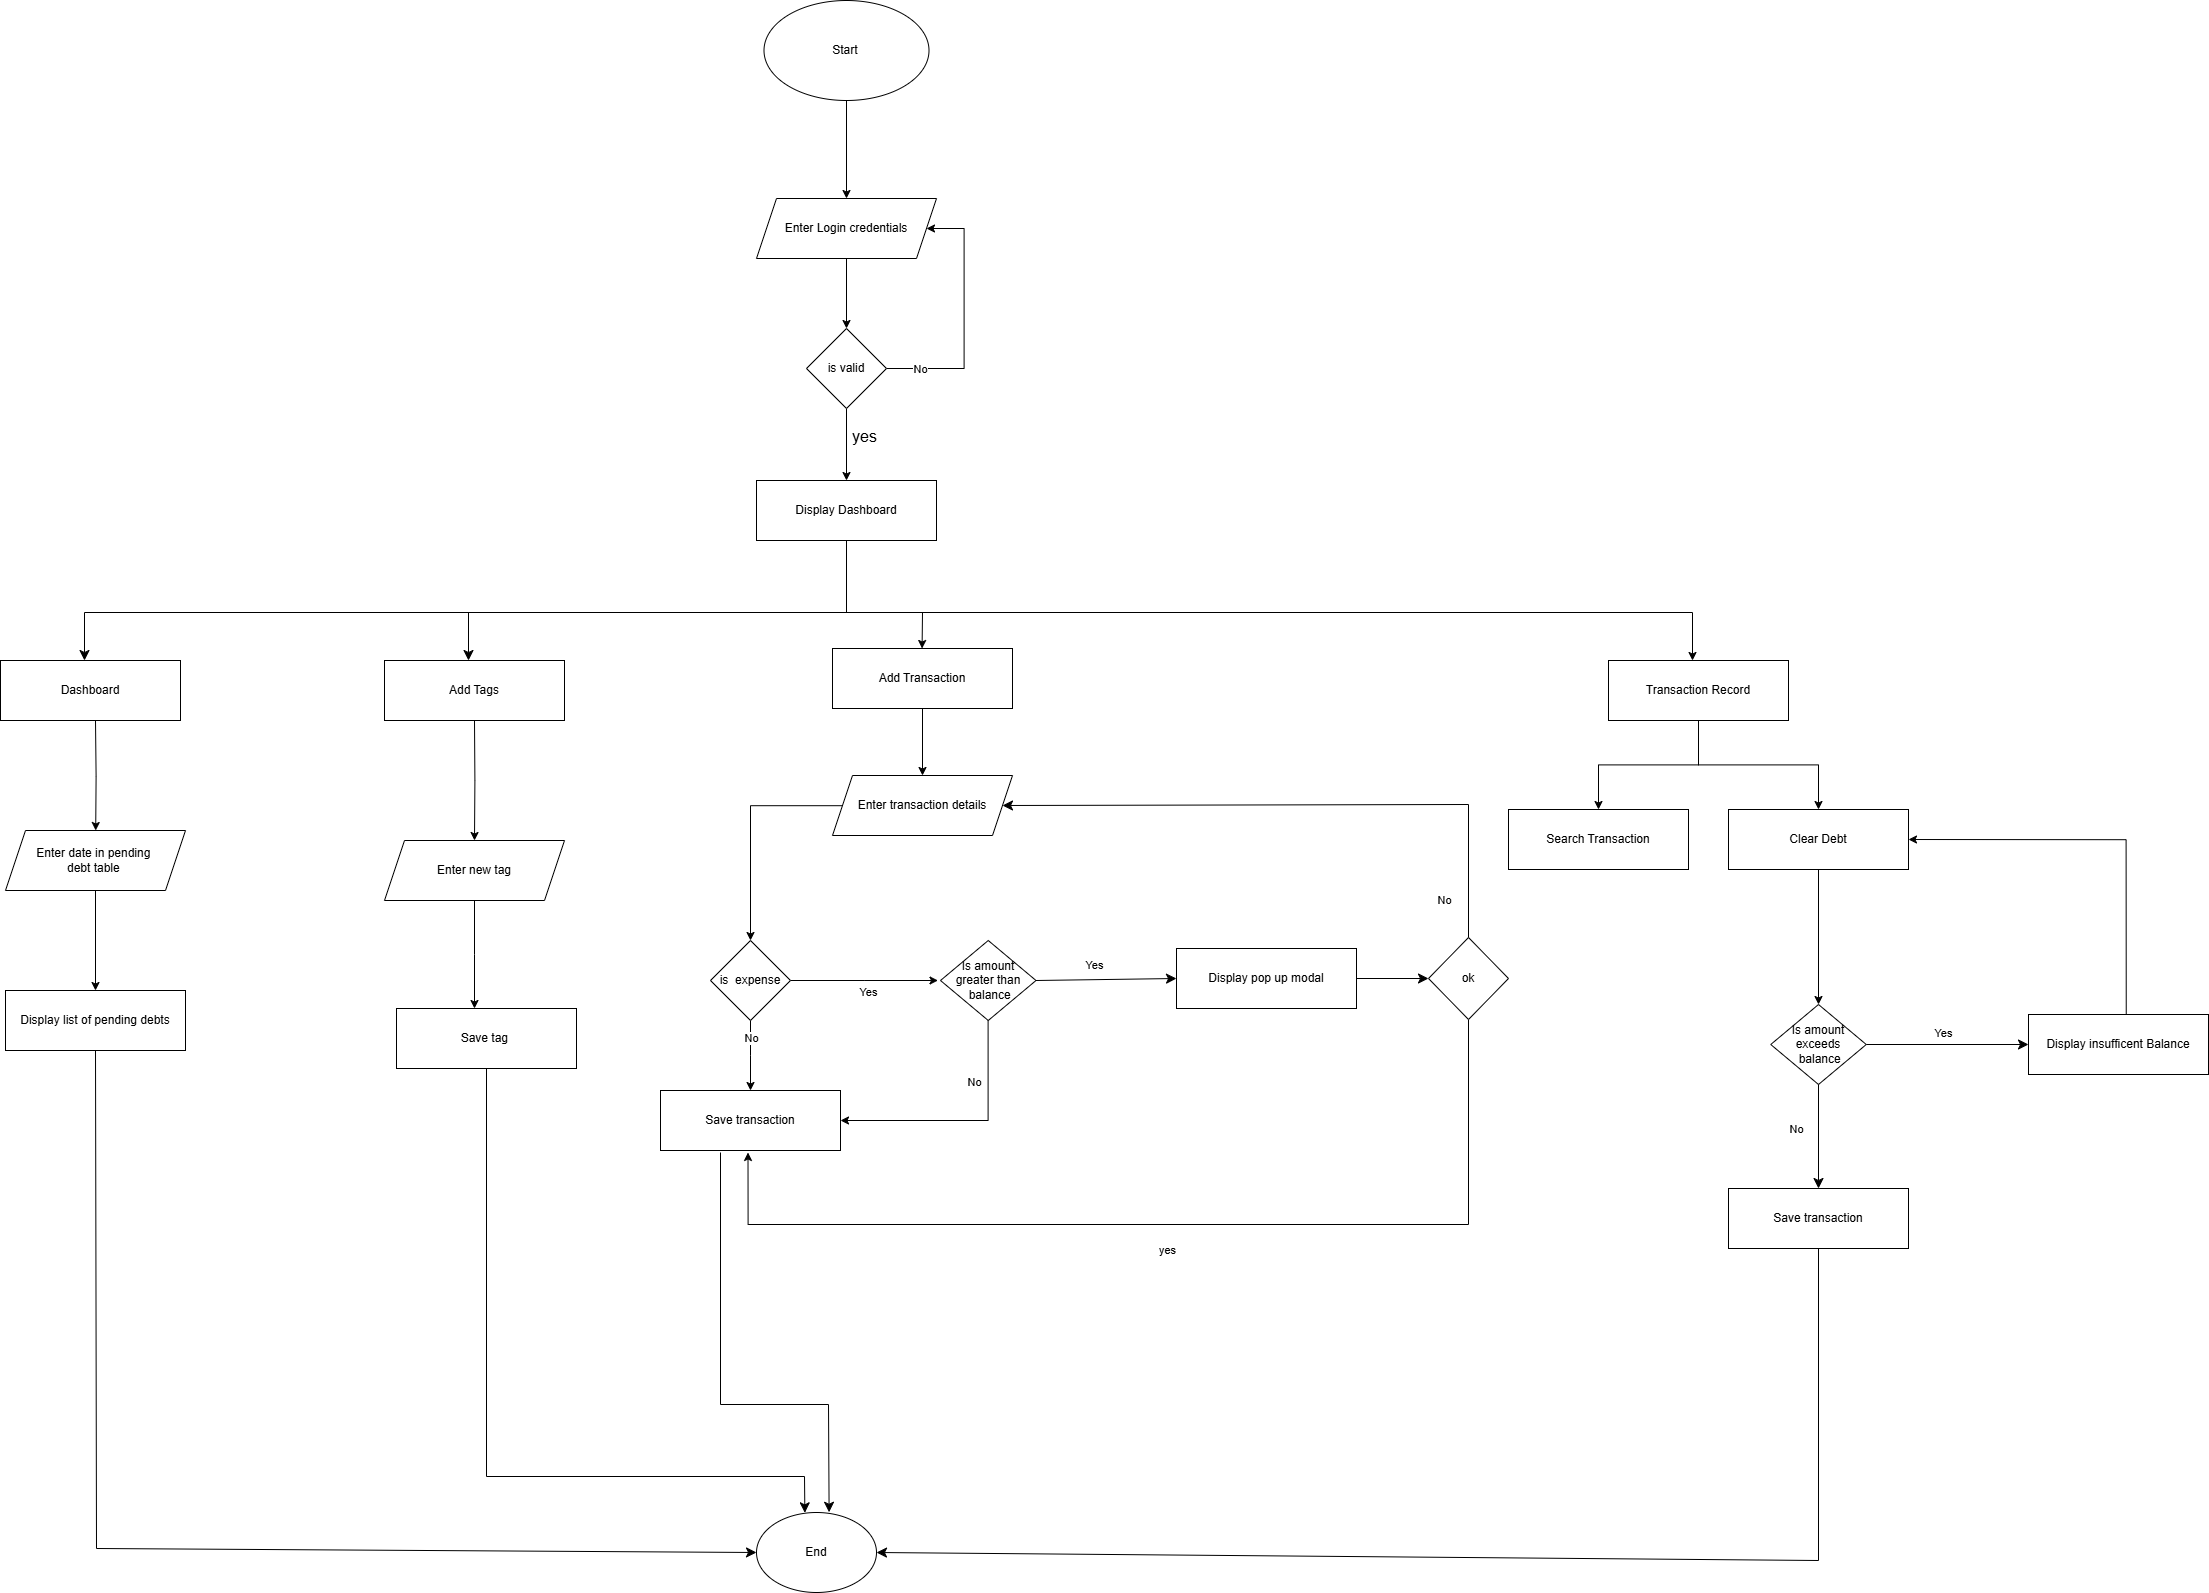 Start
Enter Login credentials
is valid
No
yes
Display Dashboard
Dashboard
Add Tags
Add Transaction
Transaction Record
Enter date in pending
debt table
Enter new tag
Enter transaction details
Search Transaction
Clear Debt
No
is  expense
Yes
Is amount
greater than
balance
Yes
Display pop up modal
ok
Display list of pending debts
Save tag
No
No
Save transaction
yes
Is amount
exceeds
balance
Yes
Display insufficent Balance
No
Save transaction
End